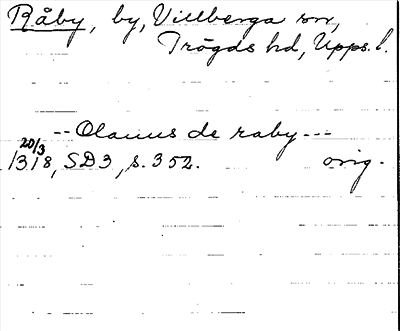 Råby, by, Villberga sn,
Trögds hd, Upps. l.
-- Olauus de raby ---
20/3
1318, SD3, s. 352. orig.